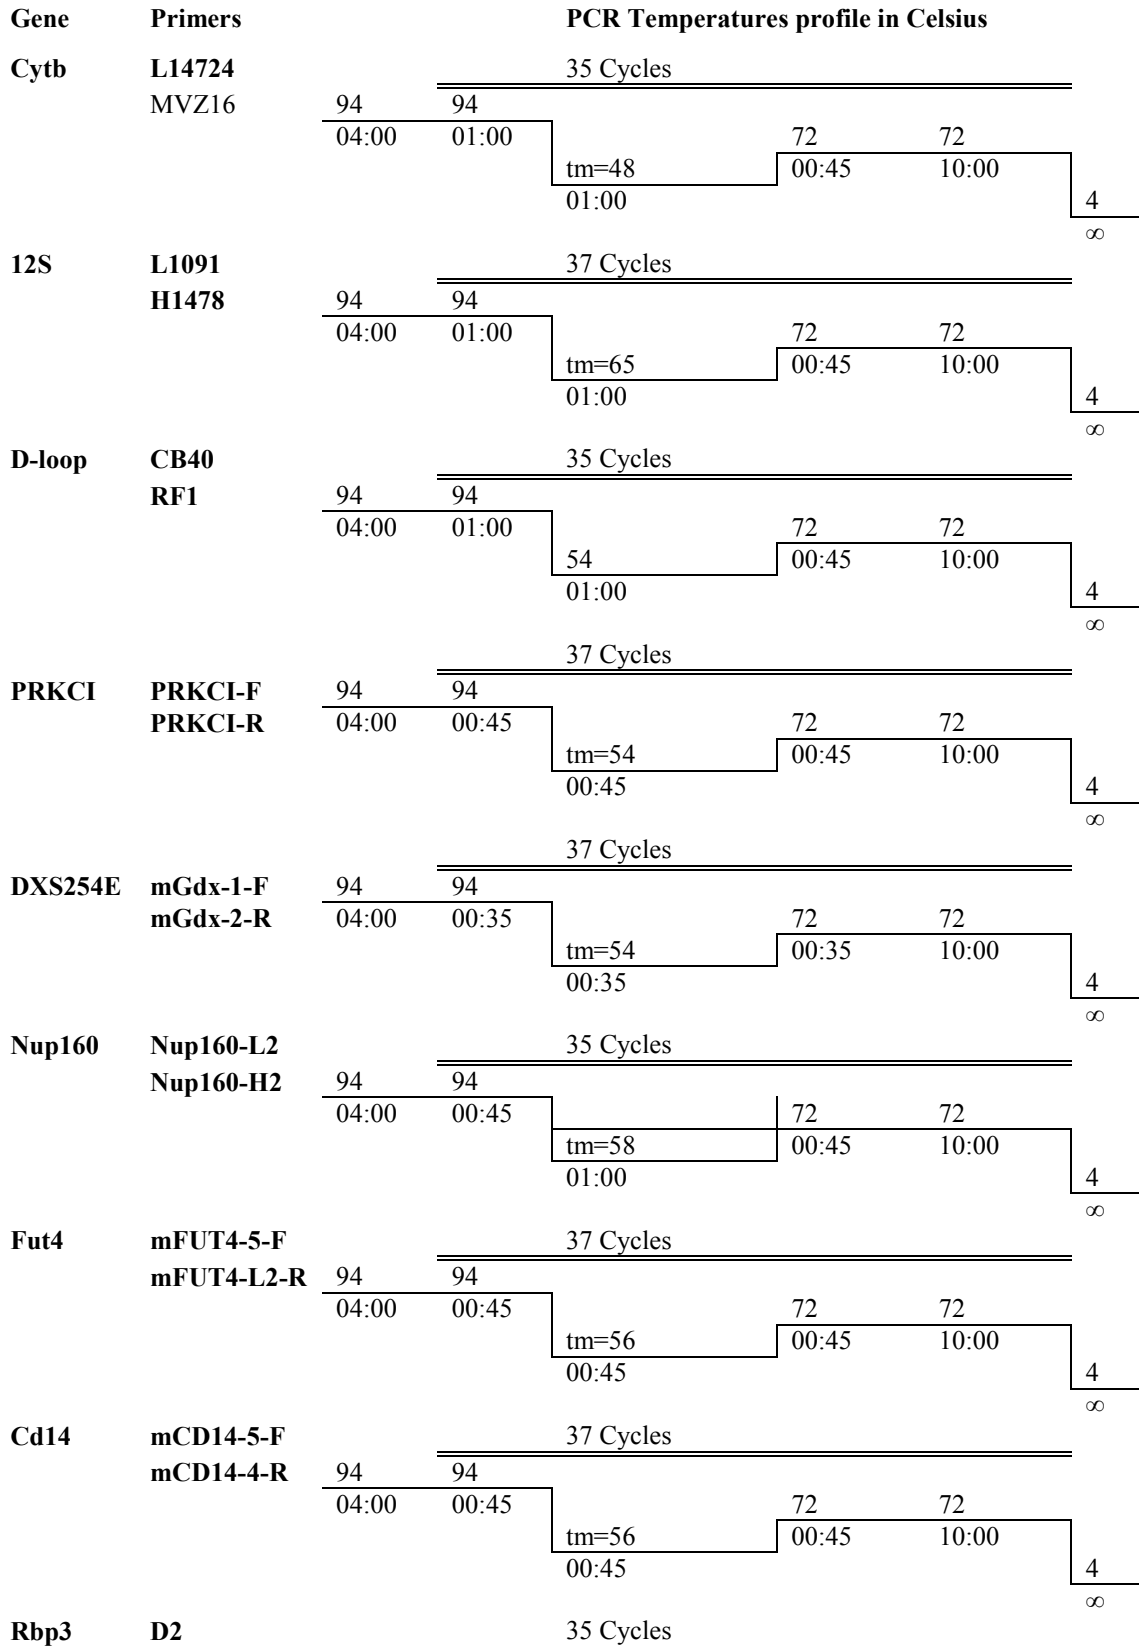 Gene Primers PCR Temperatures profile in Celsius
Cytb L14724 35 Cycles
MVZ16 94 94
04:00 01:00 72 72
tm=48 00:45 10:00
01:00 4
∞
12S L1091 37 Cycles
H1478 94 94
04:00 01:00 72 72
tm=65 00:45 10:00
01:00 4
∞
D-loop CB40 35 Cycles
RF1 94 94
04:00 01:00 72 72
54 00:45 10:00
01:00 4
∞
37 Cycles
PRKCI PRKCI-F 94 94
PRKCI-R 04:00 00:45 72 72
tm=54 00:45 10:00
00:45 4
∞
37 Cycles
DXS254E mGdx-1-F 94 94
mGdx-2-R 04:00 00:35 72 72
tm=54 00:35 10:00
00:35 4
∞
Nup160 Nup160-L2 35 Cycles
Nup160-H2 94 94
04:00 00:45 72 72
tm=58 00:45 10:00
01:00 4
∞
Fut4 mFUT4-5-F 37 Cycles
mFUT4-L2-R 94 94
04:00 00:45 72 72
tm=56 00:45 10:00
00:45 4
∞
Cd14 mCD14-5-F 37 Cycles
mCD14-4-R 94 94
04:00 00:45 72 72
tm=56 00:45 10:00
00:45 4
∞
Rbp3 D2 35 Cycles